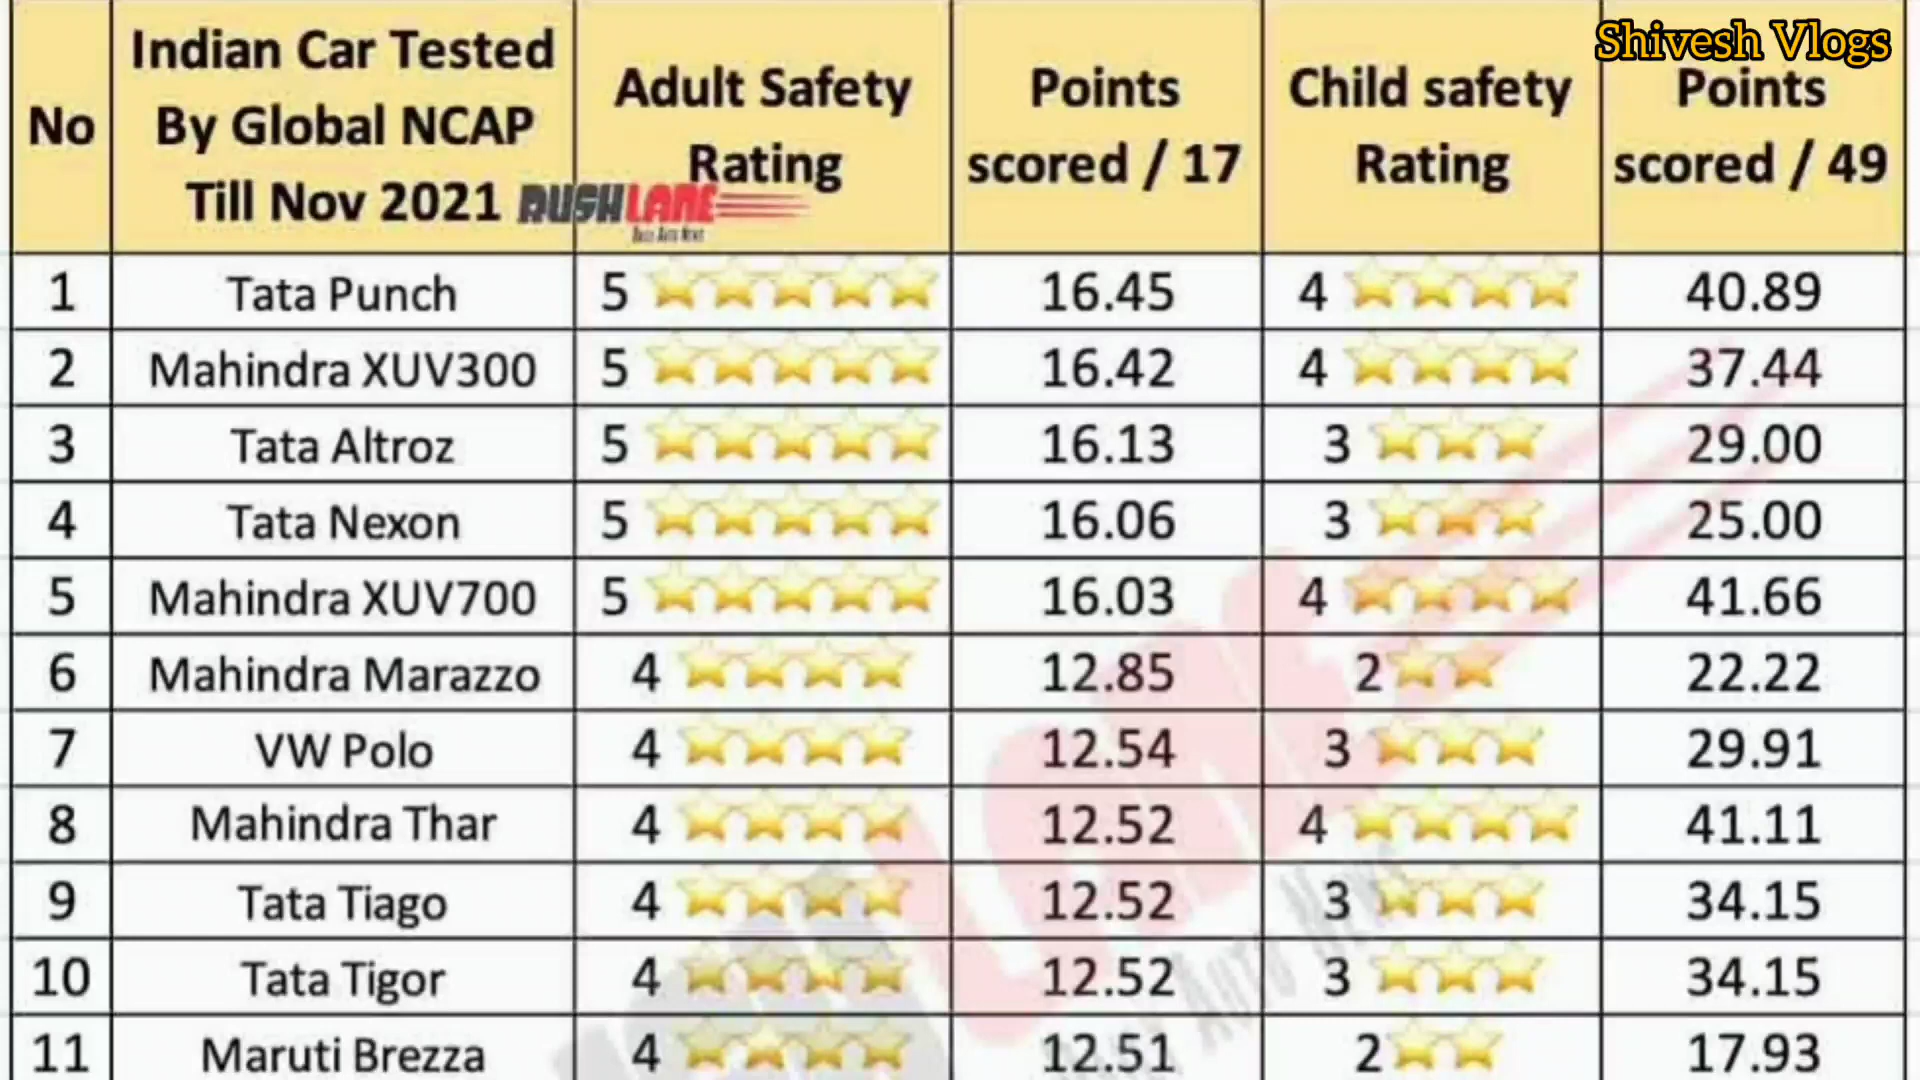 Shivesh Vlogs
No
Indian Car Tested
By Global NCAP
Till Nov 2021
RUSHLANE
Daily Auto News
Adult Safety
Rating
Points
scored / 17
Child safety
Rating
Points
scored / 49
1 Tata Punch 5 16.45 4 40.89
2 Mahindra XUV300 5 16.42 4 37.44
3 Tata Altroz 5 16.13 3 29.00
4 Tata Nexon 5 16.06 3 25.00
5 Mahindra XUV700 5 16.03 4 41.66
6 Mahindra Marazzo 4 12.85 2 22.22
7 VW Polo 4 12.54 3 29.91
8 Mahindra Thar 4 12.52 4 41.11
9 Tata Tiago 4 12.52 3 34.15
10 Tata Tigor 4 12.52 3 34.15
11 Maruti Brezza 4 12.51 2 17.93